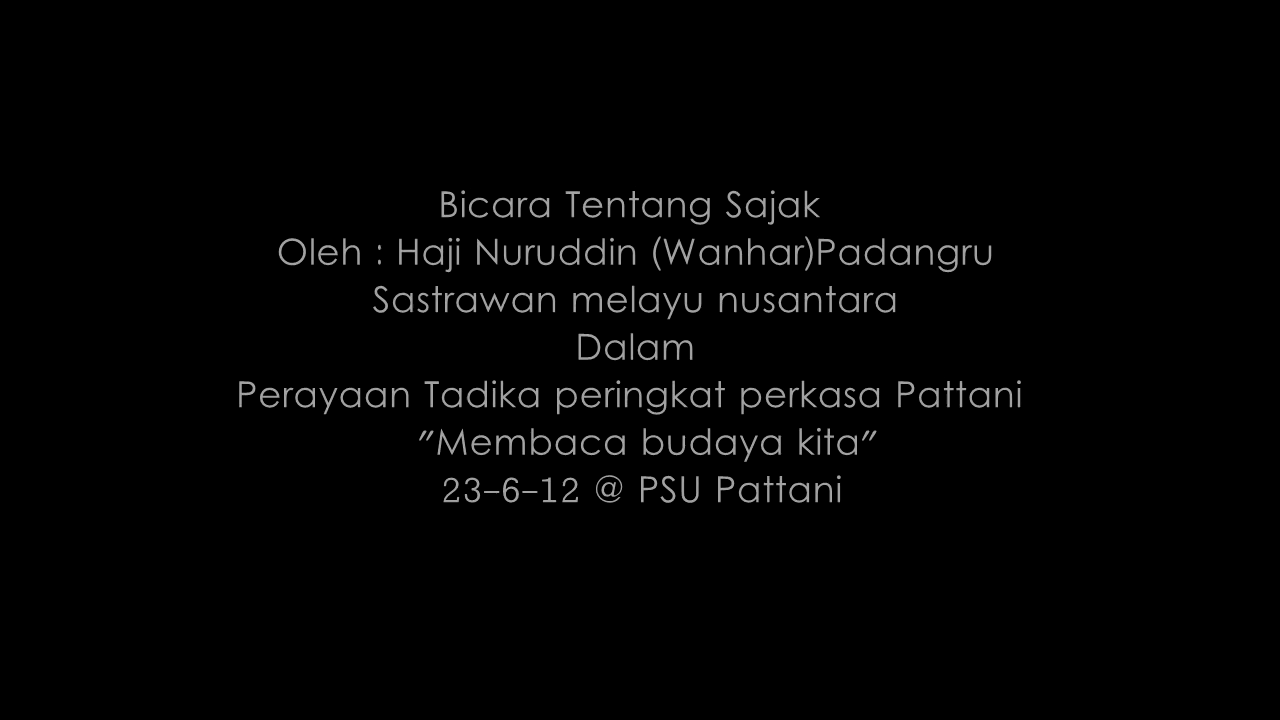 Bicara Tentang Sajak
Oleh : Haji Nuruddin (Wanhar)Padangru
Sastrawan melayu nusantara
Dalam
Perayaan Tadika peringkat perkasa Pattani
"Membaca budaya kita"
23-6-12 @ PSU Pattani